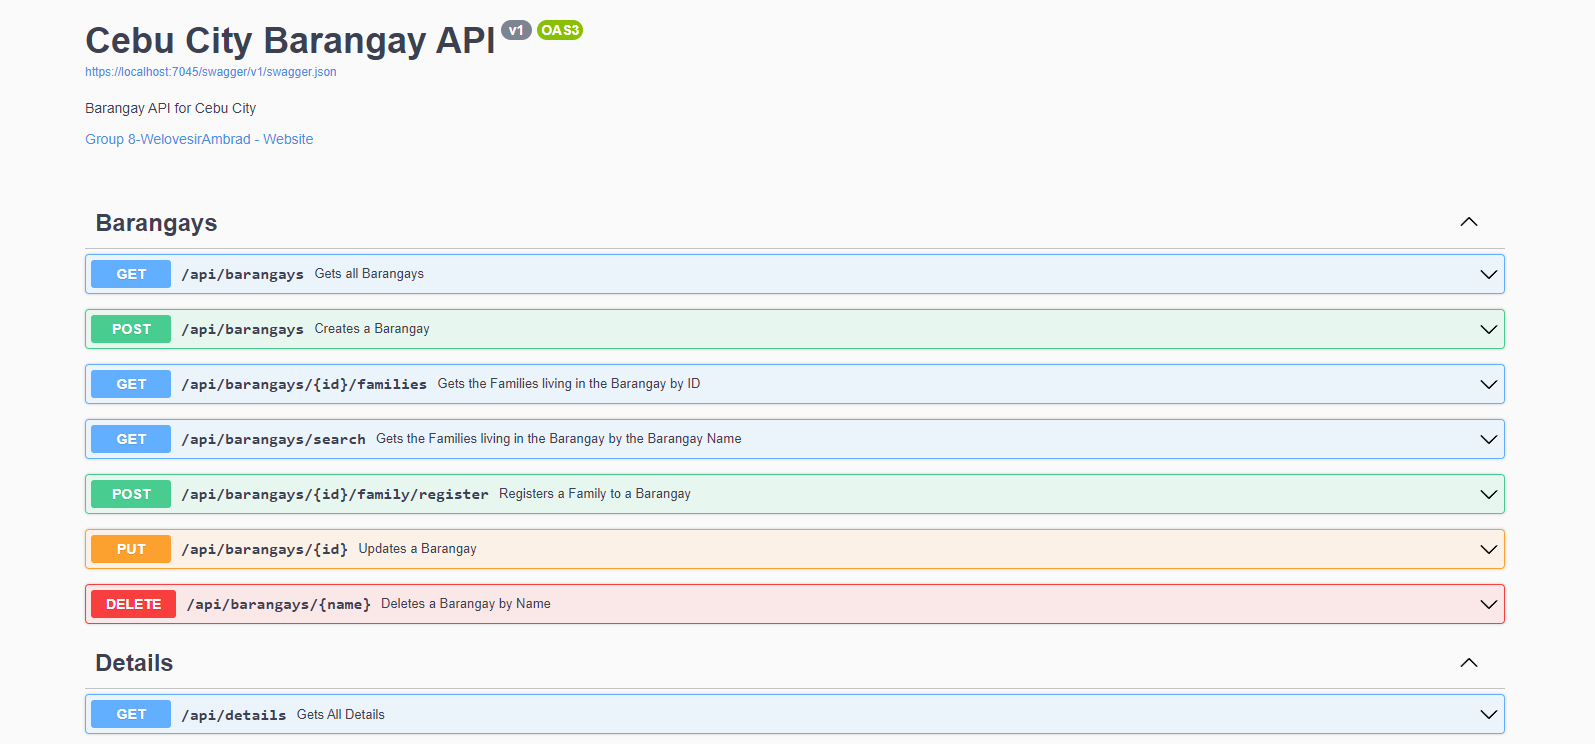 Cebu City Barangay API v1 OAS3
https://localhost:7045/swagger/v1/swagger.json
Barangay API for Cebu City
Group 8-WelovesirAmbrad - Website
Barangays
GET /api/barangays Gets all Barangays
POST /api/barangays Creates a Barangay
GET /api/barangays/{id}/families Gets the Families living in the Barangay by ID
GET /api/barangays/search Gets the Families living in the Barangay by the Barangay Name
POST /api/barangays/{id}/family/register Registers a Family to a Barangay
PUT /api/barangays/{id} Updates a Barangay
DELETE /api/barangays/{name} Deletes a Barangay by Name
Details
GET /api/details Gets All Details